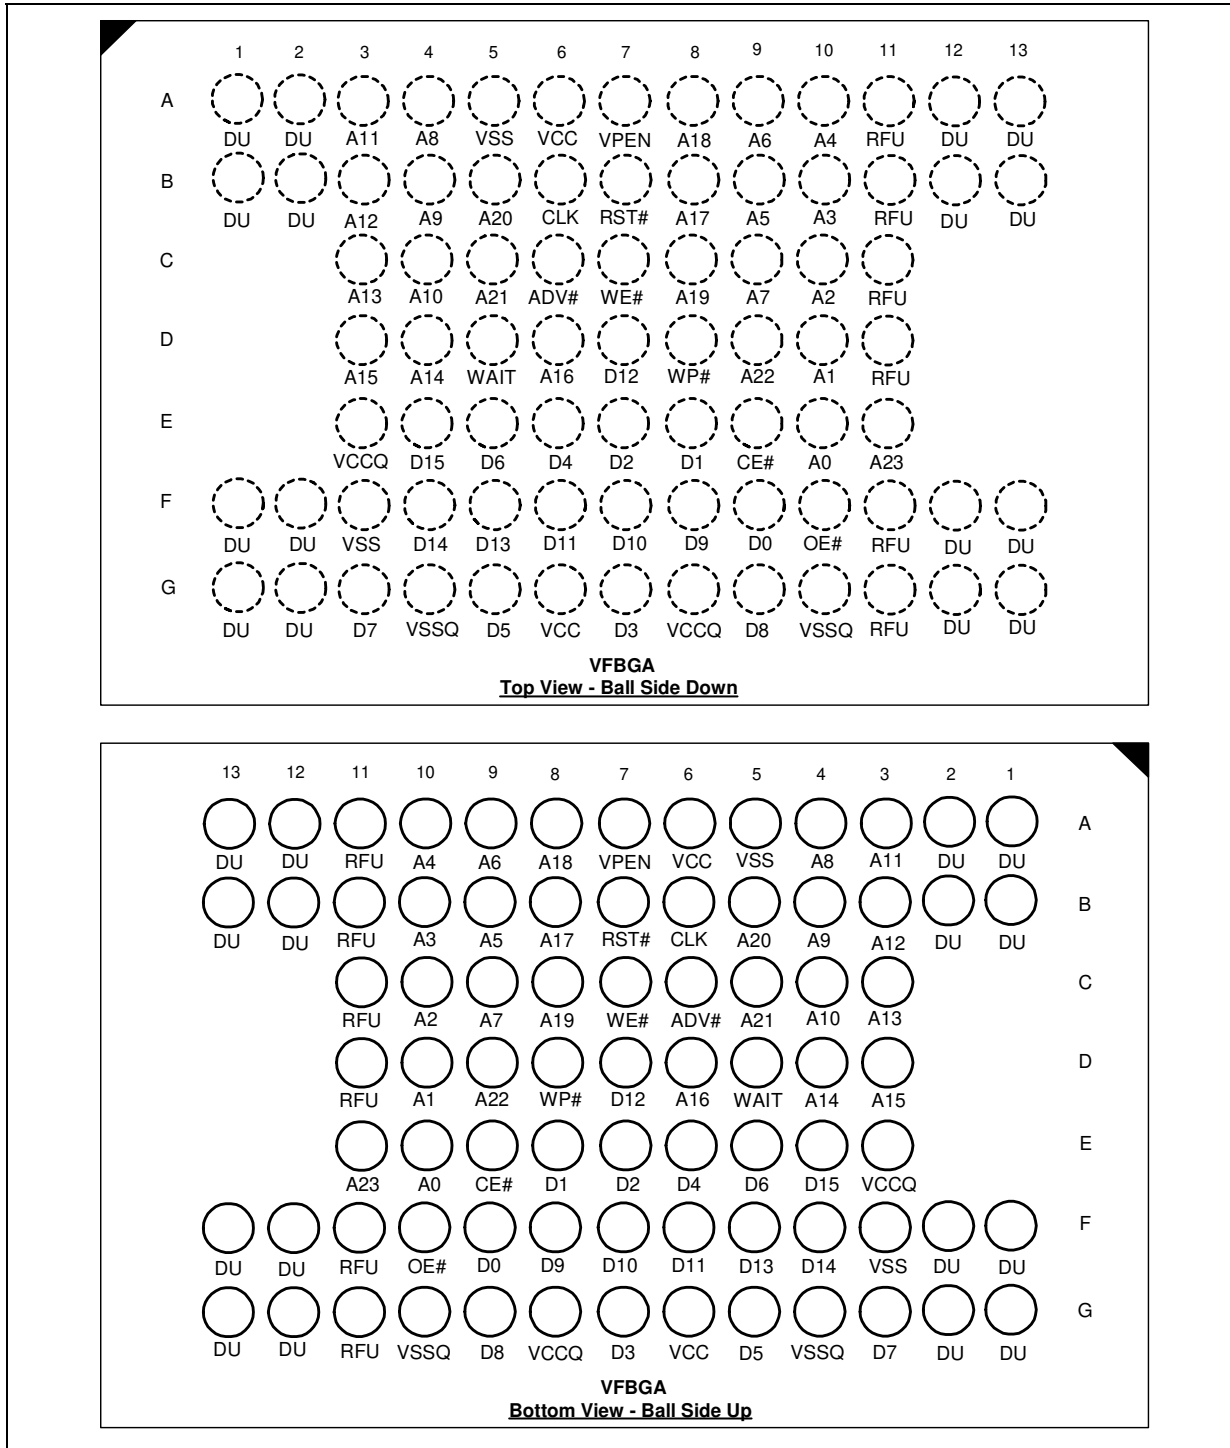 1 2 3 4 5 6 7 8 9 10 11 12 13
A
DU DU A11 A8 VSS VCC VPEN A18 A6 A4 RFU DU DU
B
DU DU A12 A9 A20 CLK RST# A17 A5 A3 RFU DU DU
C
A13 A10 A21 ADV# WE# A19 A7 A2 RFU
D
A15 A14 WAIT A16 D12 WP# A22 A1 RFU
E
VCCQ D15 D6 D4 D2 D1 CE# A0 A23
F
DU DU VSS D14 D13 D11 D10 D9 D0 OE# RFU DU DU
G
DU DU D7 VSSQ D5 VCC D3 VCCQ D8 VSSQ RFU DU DU
VFBGA
Top View - Ball Side Down
13 12 11 10 9 8 7 6 5 4 3 2 1
A
DU DU RFU A4 A6 A18 VPEN VCC VSS A8 A11 DU DU
B
DU DU RFU A3 A5 A17 RST# CLK A20 A9 A12 DU DU
C
RFU A2 A7 A19 WE# ADV# A21 A10 A13
D
RFU A1 A22 WP# D12 A16 WAIT A14 A15
E
A23 A0 CE# D1 D2 D4 D6 D15 VCCQ
F
DU DU RFU OE# D0 D9 D10 D11 D13 D14 VSS DU DU
G
DU DU RFU VSSQ D8 VCCQ D3 VCC D5 VSSQ D7 DU DU
VFBGA
Bottom View - Ball Side Up